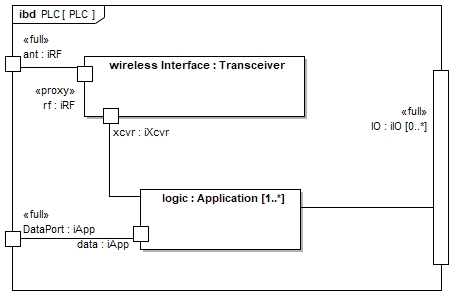 ibd PLC [ PLC ]
«full»
ant : iRF
wireless Interface : Transceiver
«proxy»
rf : iRF
«full»
IO : iIO [0..*]
xcvr : iXcvr
logic : Application [1..*]
«full»
DataPort : iApp
data : iApp